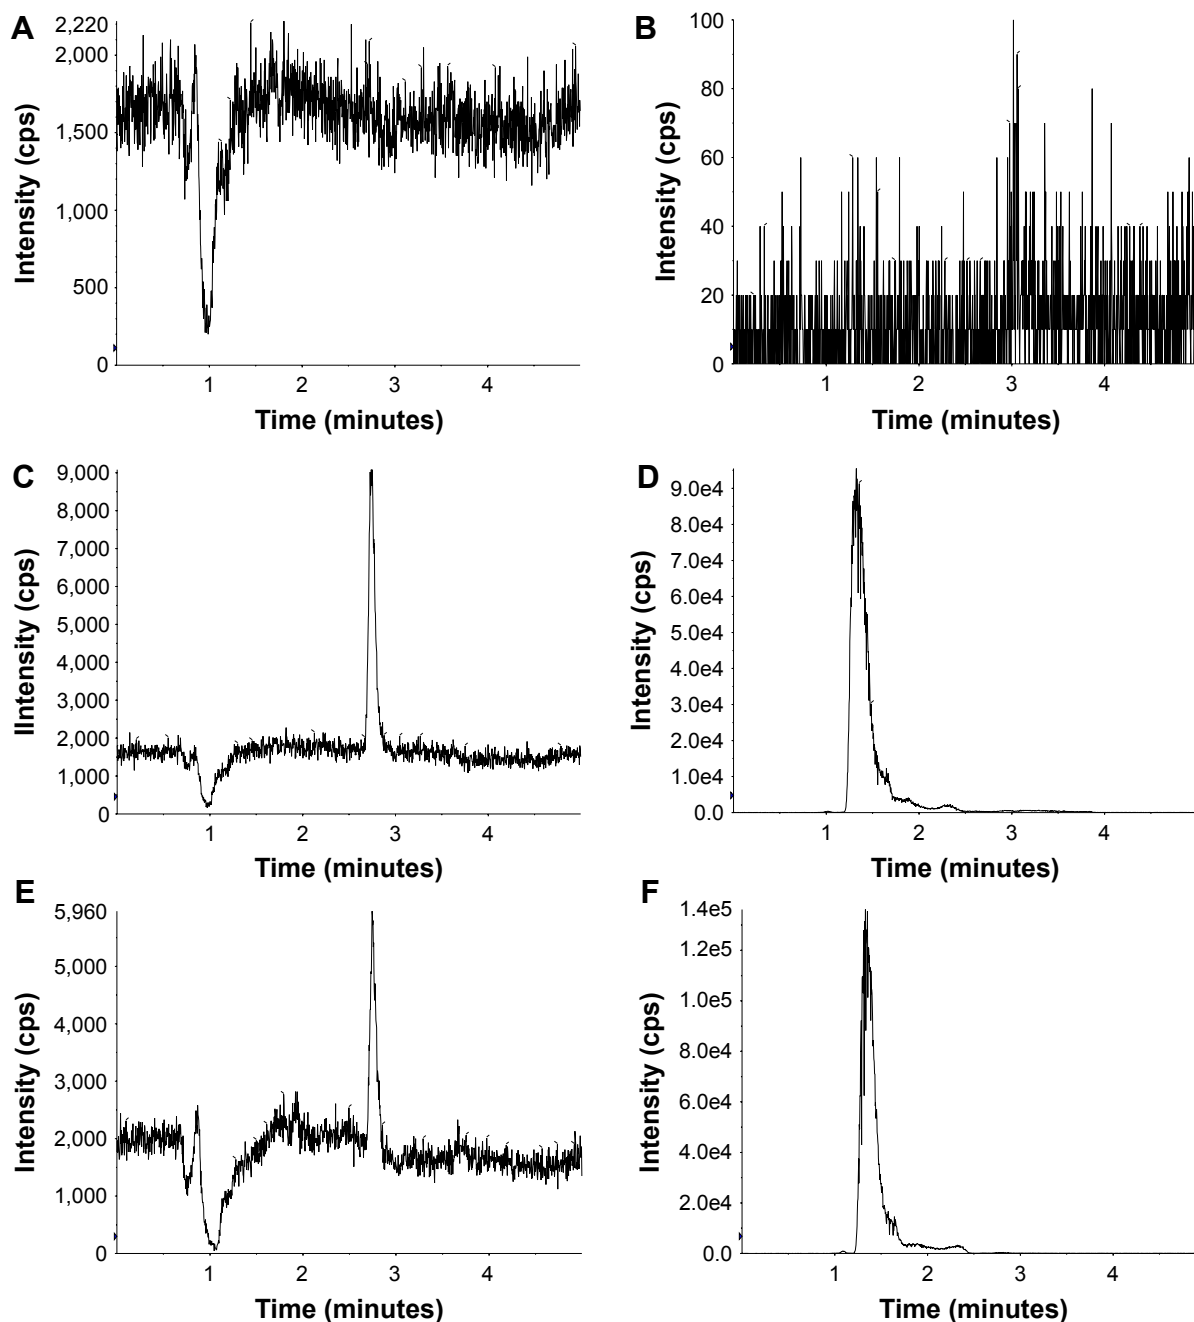 A
2,220
2,000
1,500
1,000
500
0
Intensity (cps)
1 2 3 4
Time (minutes)
B
100
80
60
40
20
0
Intensity (cps)
1 2 3 4
Time (minutes)
C
9,000
8,000
7,000
6,000
5,000
4,000
3,000
2,000
1,000
0
IIntensity (cps)
1 2 3 4
Time (minutes)
D
9.0e4
8.0e4
7.0e4
6.0e4
5.0e4
4.0e4
3.0e4
2.0e4
1.0e4
0.0
Intensity (cps)
1 2 3 4
Time (minutes)
E
5,960
5,000
4,000
3,000
2,000
1,000
0
Intensity (cps)
1 2 3 4
Time (minutes)
F
1.4e5
1.2e5
1.0e5
8.0e4
6.0e4
4.0e4
2.0e4
0.0
Intensity (cps)
1 2 3 4
Time (minutes)